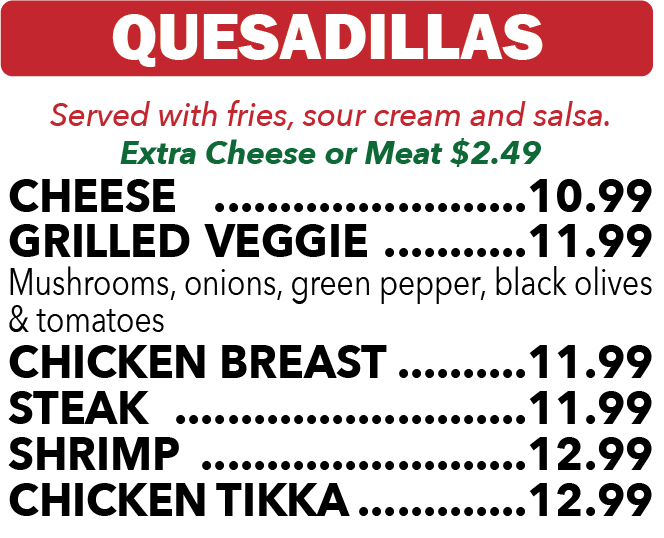 QUESADILLAS
Served with fries, sour cream and salsa.
Extra Cheese or Meat $2.49
CHEESE ........................10.99
GRILLED VEGGIE ...........11.99
Mushrooms, onions, green pepper, black olives
& tomatoes
CHICKEN BREAST ..........11.99
STEAK ...........................11.99
SHRIMP .........................12.99
CHICKEN TIKKA .............12.99